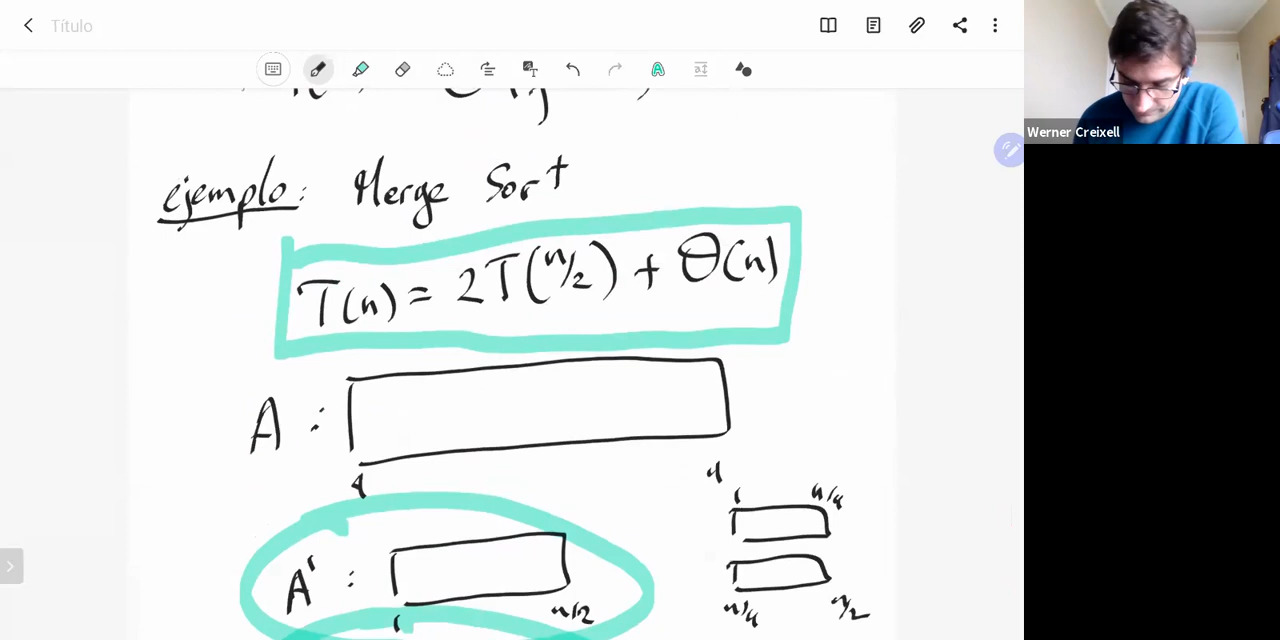 Título
Werner Creixell
ejemplo: Merge Sort
T(n) = 2T(n/2) + Θ(n)
A :
1 n
1 n/4
A' :
1 n/2
n/4 n/2